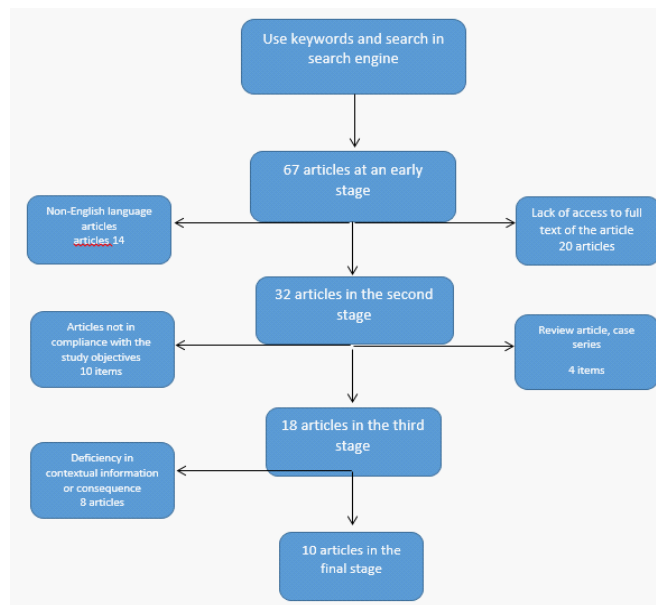 Use keywords and search in
search engine
67 articles at an early
stage
Non-English language
articles
articles 14
Lack of access to full
text of the article
20 articles
32 articles in the second
stage
Articles not in
compliance with the
study objectives
10 items
Review article, case
series
4 items
18 articles in the third
stage
Deficiency in
contextual information
or consequence
8 articles
10 articles in the
final stage